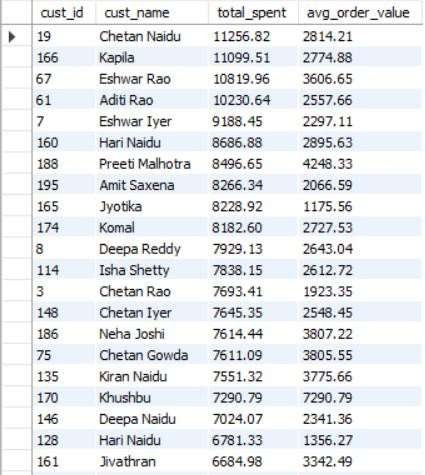 cust_id cust_name total_spent avg_order_value
19 Chetan Naidu 11256.82 2814.21
166 Kapila 11099.51 2774.88
67 Eshwar Rao 10819.96 3606.65
61 Aditi Rao 10230.64 2557.66
7 Eshwar Iyer 9188.45 2297.11
160 Hari Naidu 8686.88 2895.63
188 Preeti Malhotra 8496.65 4248.33
195 Amit Saxena 8266.34 2066.59
165 Jyotika 8228.92 1175.56
174 Komal 8182.60 2727.53
8 Deepa Reddy 7929.13 2643.04
114 Isha Shetty 7838.15 2612.72
3 Chetan Rao 7693.41 1923.35
148 Chetan Iyer 7645.35 2548.45
186 Neha Joshi 7614.44 3807.22
75 Chetan Gowda 7611.09 3805.55
135 Kiran Naidu 7551.32 3775.66
170 Khushbu 7290.79 7290.79
146 Deepa Naidu 7024.07 2341.36
128 Hari Naidu 6781.33 1356.27
161 Jivathran 6684.98 3342.49